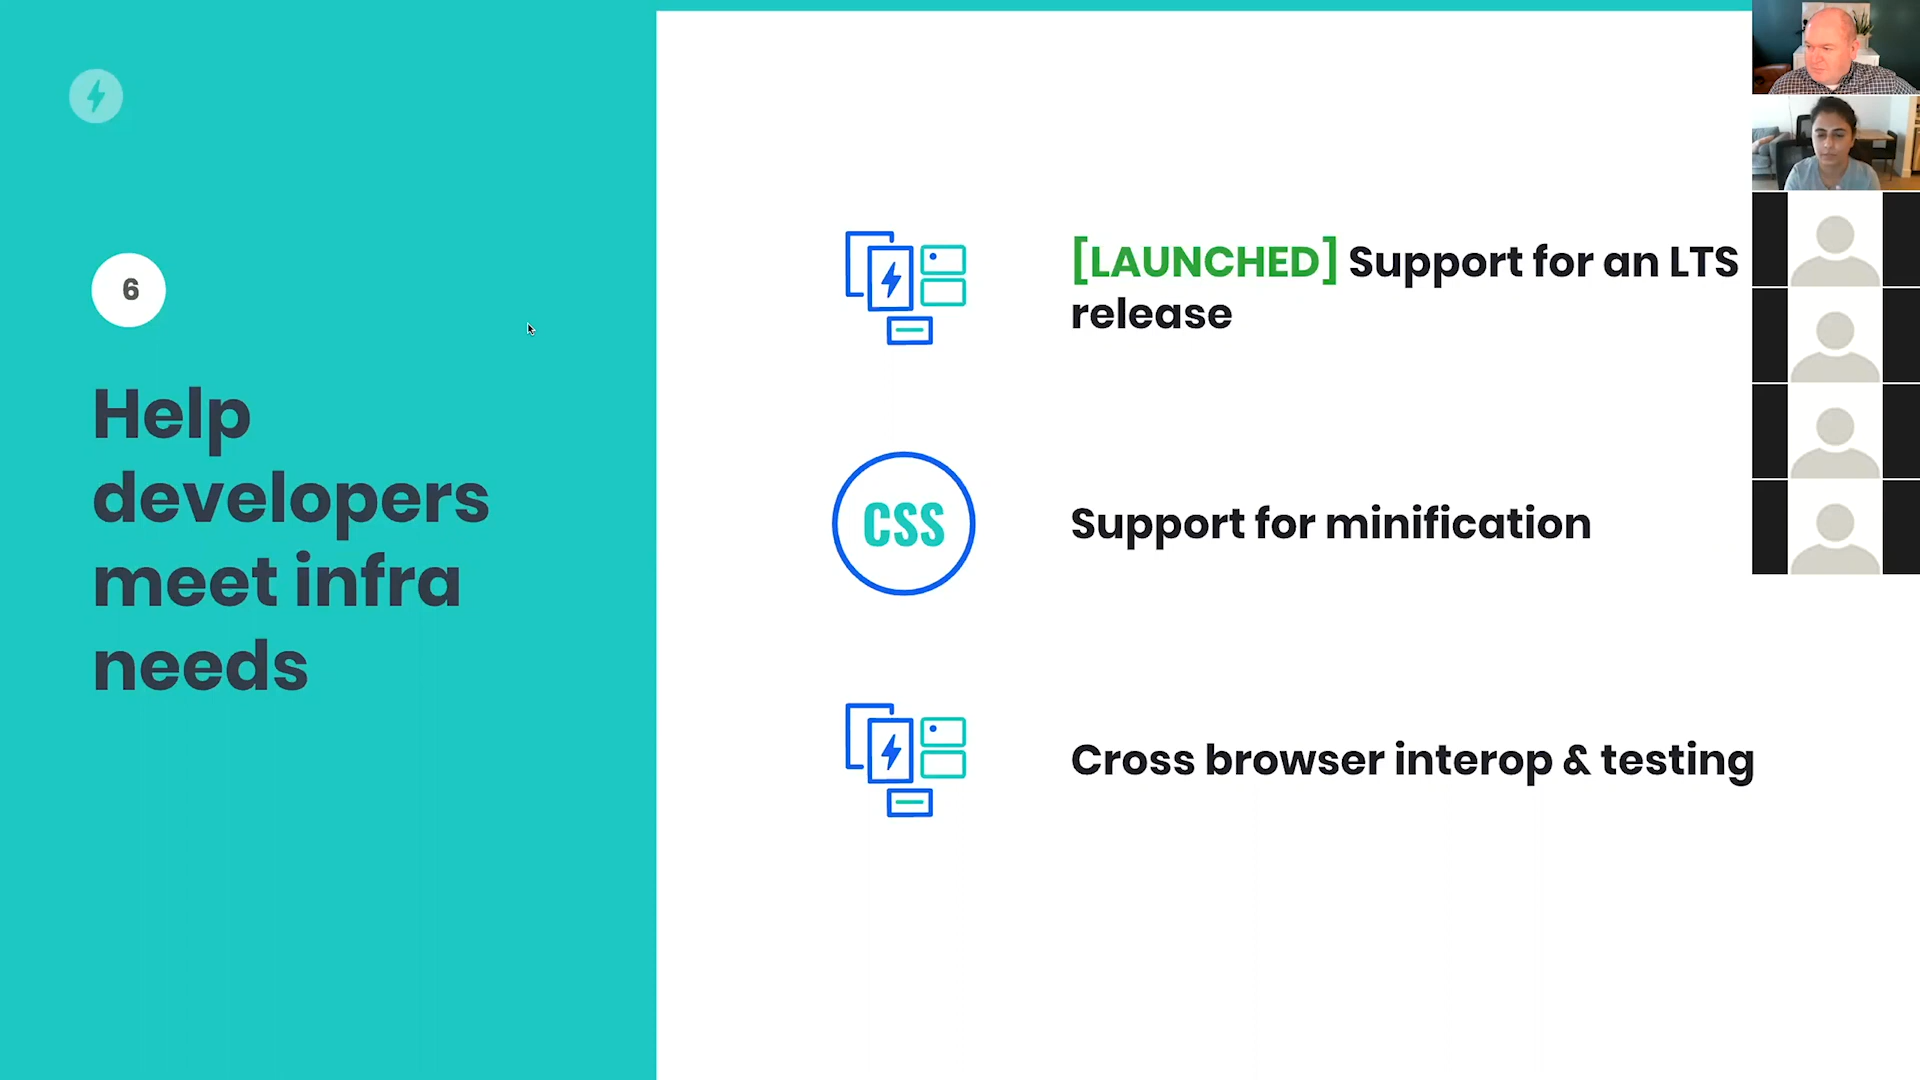 6
Help
developers
meet infra
needs
[LAUNCHED] Support for an LTS
release
CSS
Support for minification
Cross browser interop & testing